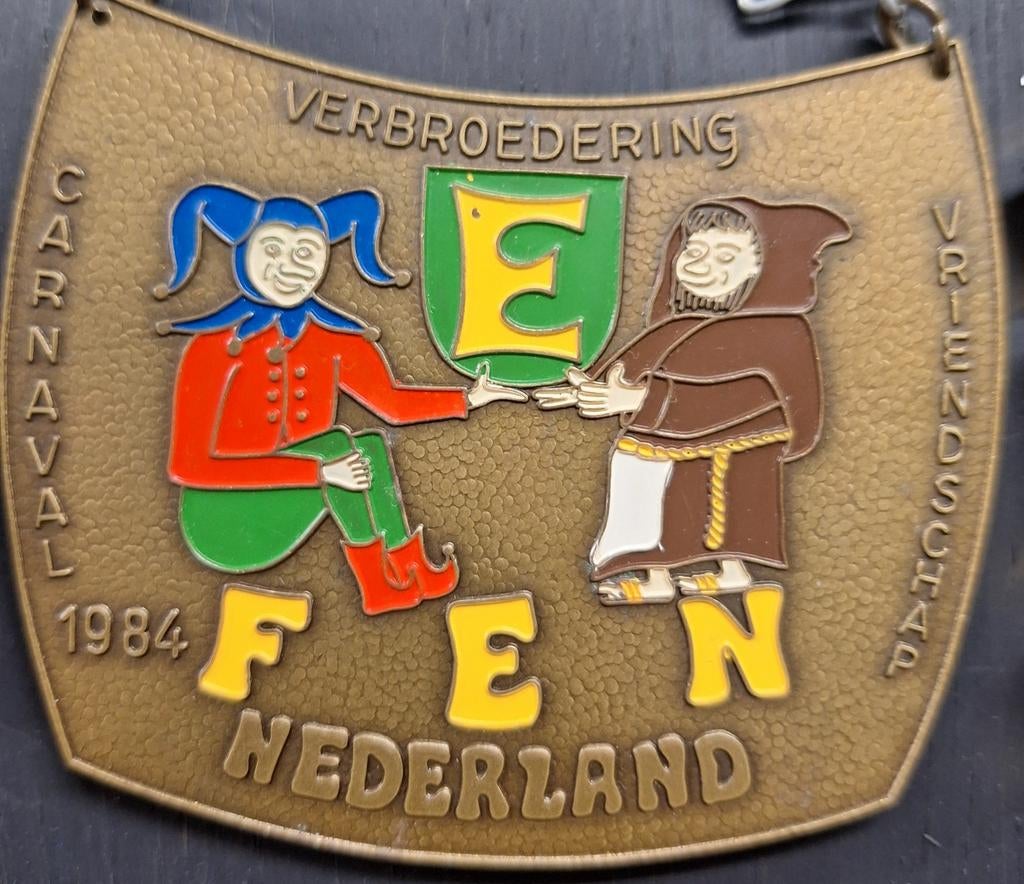 VERBROEDERING
CARNAVAL
E
VRIENDSCHAP
1984
F E N
NEDERLAND